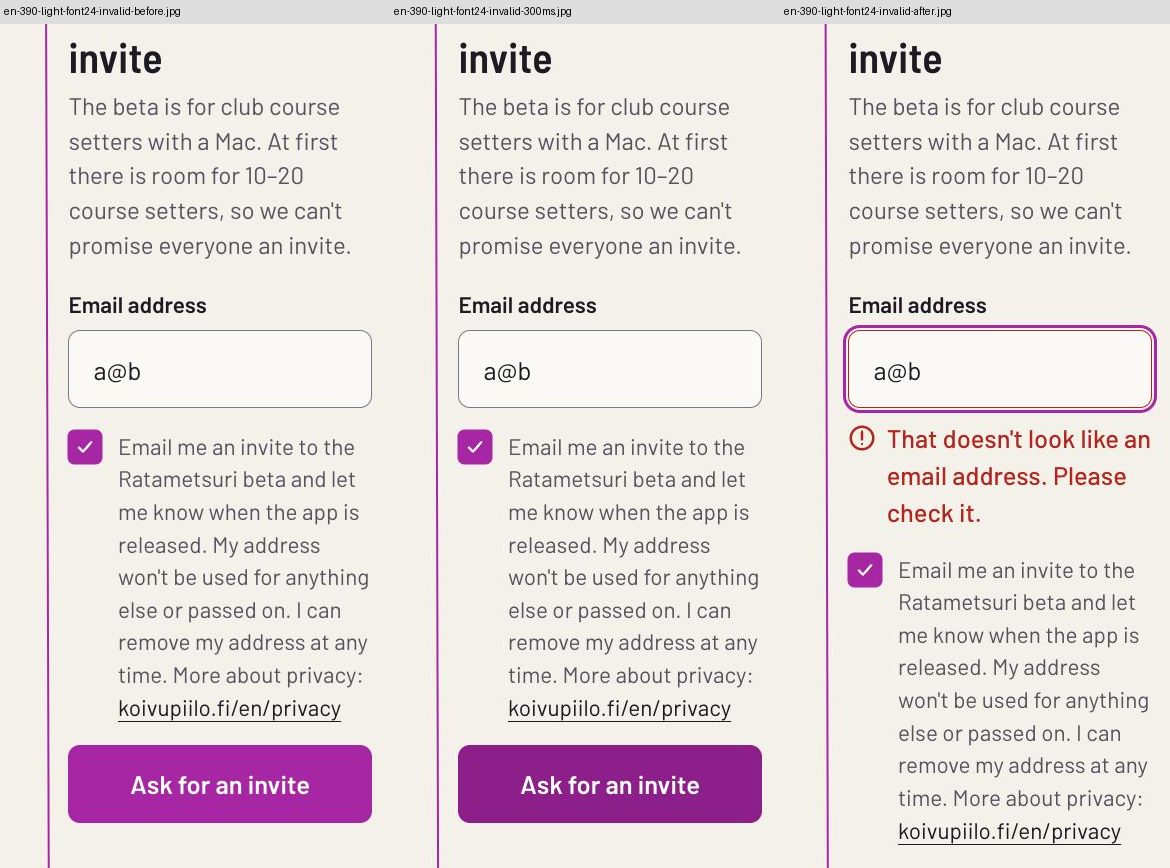 en-390-light-font24-invalid-before.jpg
invite
The beta is for club course
setters with a Mac. At first
there is room for 10–20
course setters, so we can't
promise everyone an invite.
Email address
a@b
Email me an invite to the
Ratametsuri beta and let
me know when the app is
released. My address
won't be used for anything
else or passed on. I can
remove my address at any
time. More about privacy:
koivupiilo.fi/en/privacy
Ask for an invite
en-390-light-font24-invalid-300ms.jpg
invite
The beta is for club course
setters with a Mac. At first
there is room for 10–20
course setters, so we can't
promise everyone an invite.
Email address
a@b
Email me an invite to the
Ratametsuri beta and let
me know when the app is
released. My address
won't be used for anything
else or passed on. I can
remove my address at any
time. More about privacy:
koivupiilo.fi/en/privacy
Ask for an invite
en-390-light-font24-invalid-after.jpg
invite
The beta is for club course
setters with a Mac. At first
there is room for 10–20
course setters, so we can't
promise everyone an invite.
Email address
a@b
That doesn't look like an
email address. Please
check it.
Email me an invite to the
Ratametsuri beta and let
me know when the app is
released. My address
won't be used for anything
else or passed on. I can
remove my address at any
time. More about privacy:
koivupiilo.fi/en/privacy